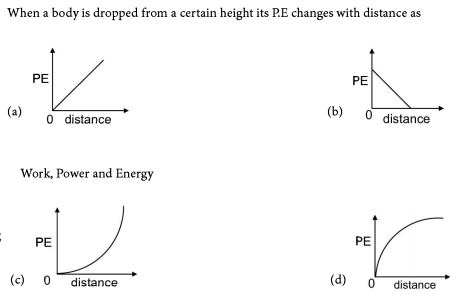 When a body is dropped from a certain height its P.E changes with distance as
PE
(a)
0 distance
PE
(b)
0 distance
Work, Power and Energy
PE
(c) 0 distance
PE
(d) 0 distance